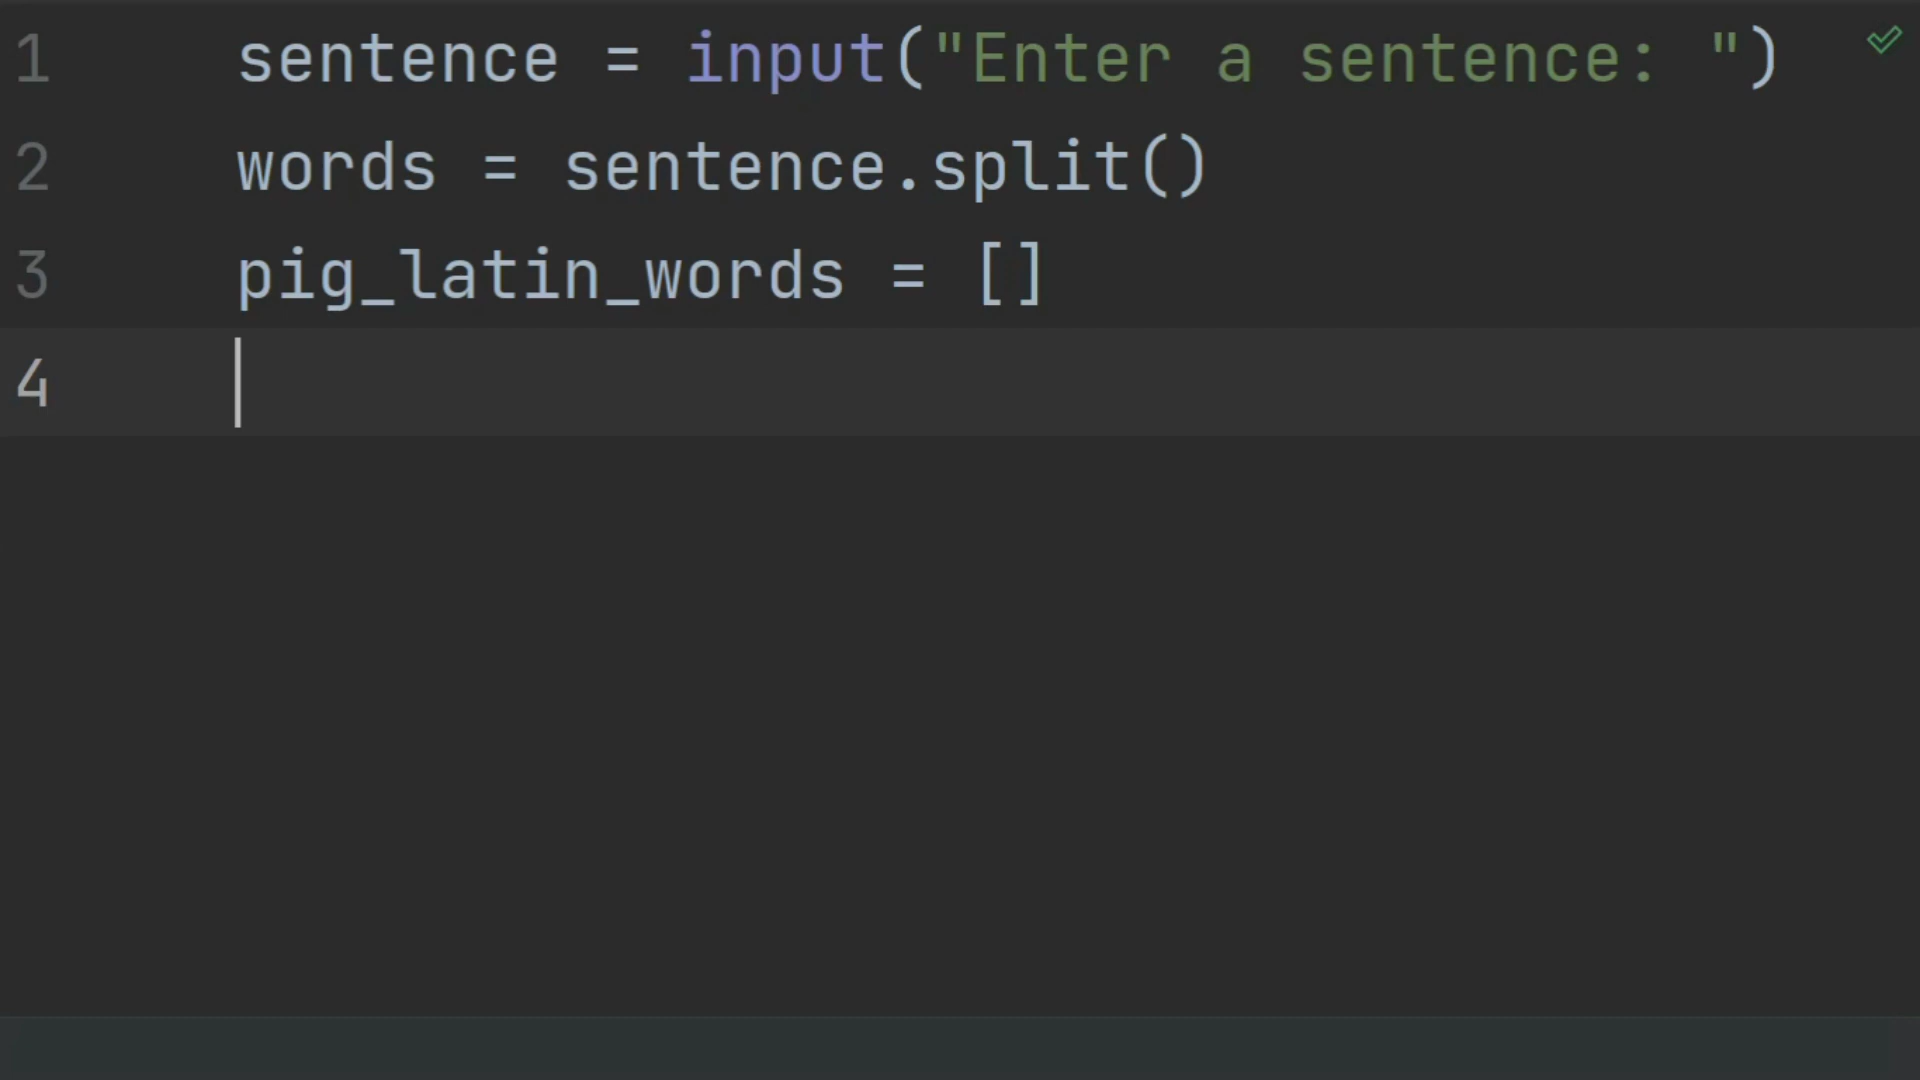 1 sentence = input("Enter a sentence: ")
2 words = sentence.split()
3 pig_latin_words = []
4